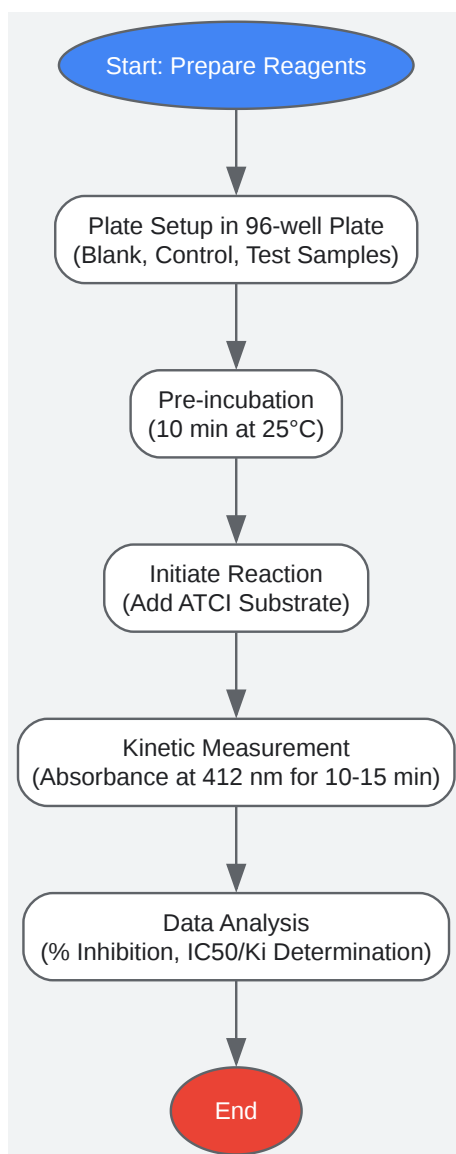 Start: Prepare Reagents
Plate Setup in 96-well Plate
(Blank, Control, Test Samples)
Pre-incubation
(10 min at 25°C)
Initiate Reaction
(Add ATCI Substrate)
Kinetic Measurement
(Absorbance at 412 nm for 10-15 min)
Data Analysis
(% Inhibition, IC50/Ki Determination)
End